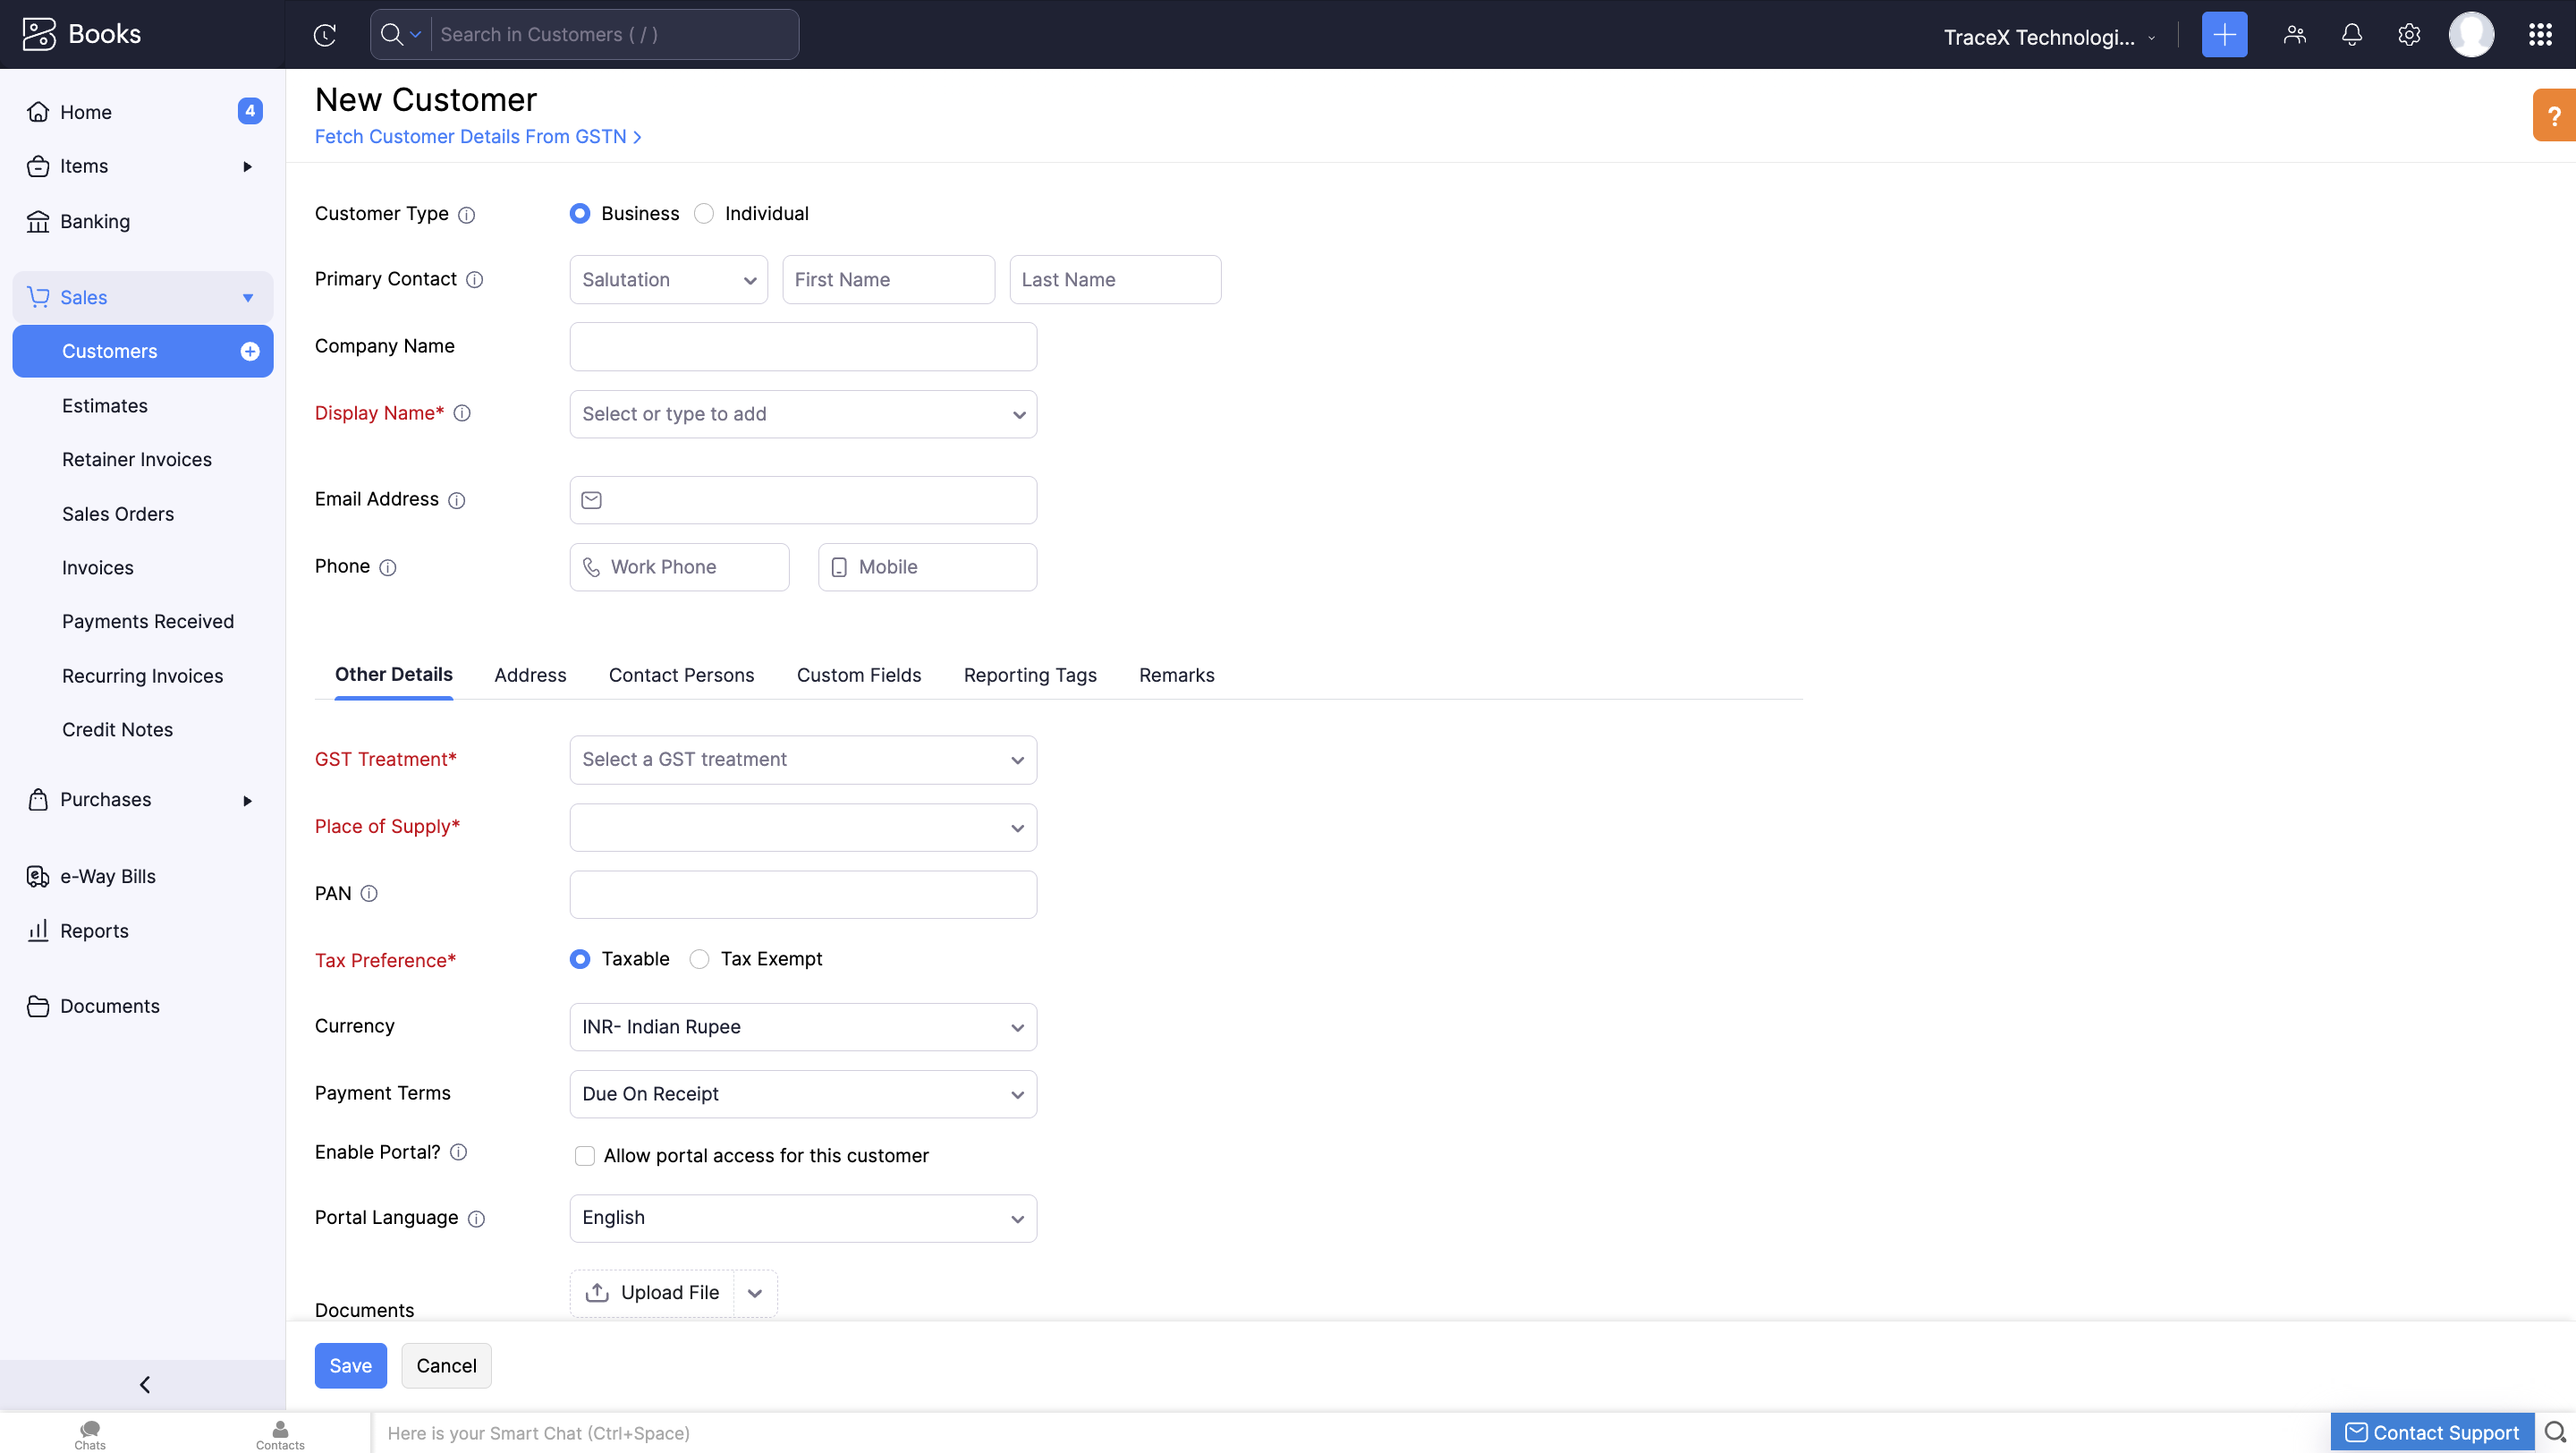 Books
Search in Customers ( / )
TraceX Technologi...
Home
4
Items
Banking
Sales
Customers
Estimates
Retainer Invoices
Sales Orders
Invoices
Payments Received
Recurring Invoices
Credit Notes
Purchases
e-Way Bills
Reports
Documents
New Customer
Fetch Customer Details From GSTN >
?
Customer Type
Business
Individual
Primary Contact
Salutation
First Name
Last Name
Company Name
Display Name*
Select or type to add
Email Address
Phone
Work Phone
Mobile
Other Details
Address
Contact Persons
Custom Fields
Reporting Tags
Remarks
GST Treatment*
Select a GST treatment
Place of Supply*
PAN
Tax Preference*
Taxable
Tax Exempt
Currency
INR- Indian Rupee
Payment Terms
Due On Receipt
Enable Portal?
Allow portal access for this customer
Portal Language
English
Documents
Upload File
Save
Cancel
Chats
Contacts
Here is your Smart Chat (Ctrl+Space)
Contact Support